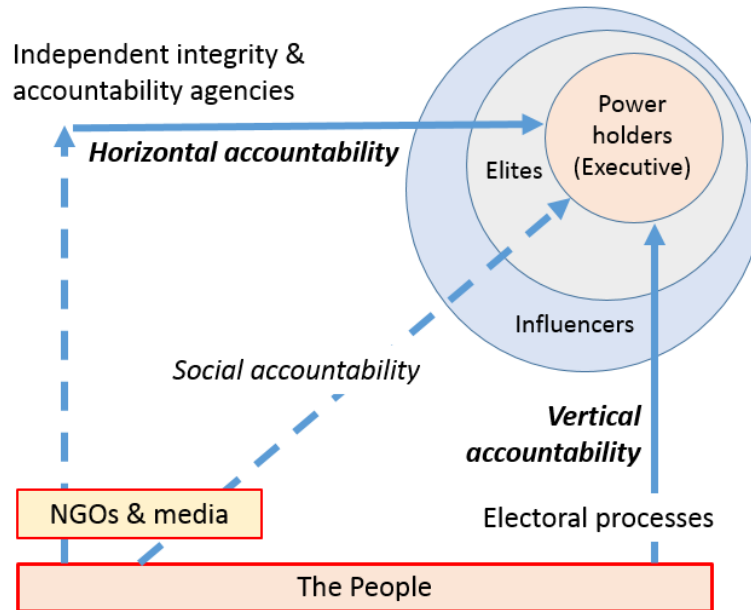 Independent integrity &
accountability agencies
Horizontal accountability
Power
holders
(Executive)
Elites
Influencers
Social accountability
Vertical
accountability
NGOs & media
Electoral processes
The People